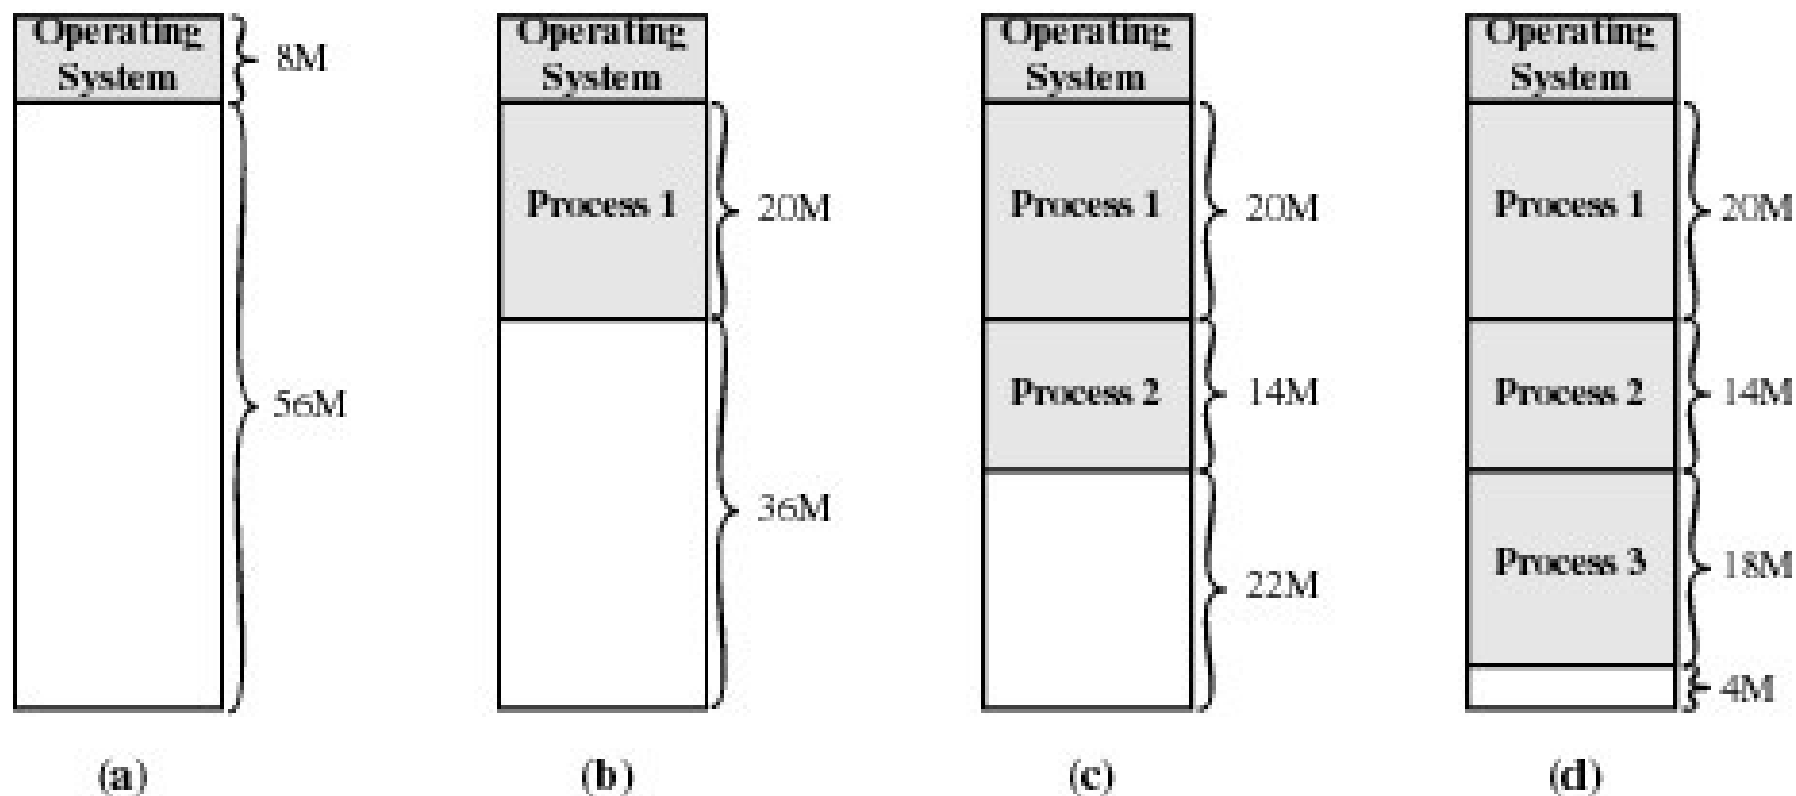 Operating
System
8M
56M
(a)
Operating
System
Process 1
20M
36M
(b)
Operating
System
Process 1
20M
Process 2
14M
22M
(c)
Operating
System
Process 1
20M
Process 2
14M
Process 3
18M
4M
(d)